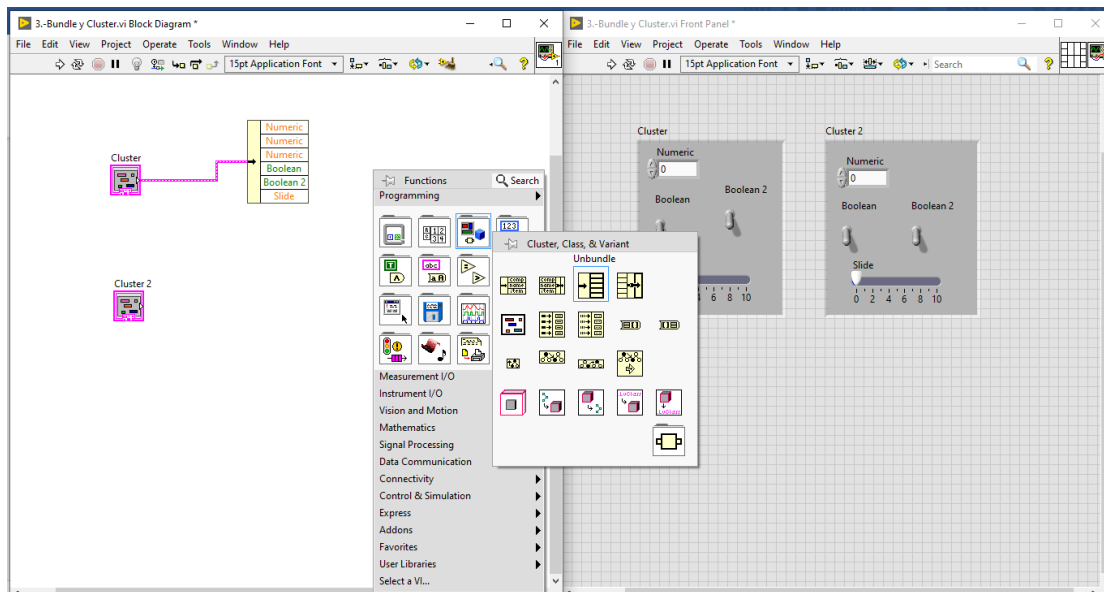 3.-Bundle y Cluster.vi Block Diagram *
File Edit View Project Operate Tools Window Help
15pt Application Font
1
Numeric
Numeric
Numeric
Boolean
Boolean 2
Slide
Cluster
Cluster 2
Functions
Search
Programming
Cluster, Class, & Variant
Unbundle
Measurement I/O
Instrument I/O
Vision and Motion
Mathematics
Signal Processing
Data Communication
Connectivity
Control & Simulation
Express
Addons
Favorites
User Libraries
Select a VI...
3.-Bundle y Cluster.vi Front Panel *
File Edit View Project Operate Tools Window Help
15pt Application Font
Search
Cluster
Numeric
0
Boolean
Boolean 2
4 6 8 10
Cluster 2
Numeric
0
Boolean
Boolean 2
Slide
0 2 4 6 8 10